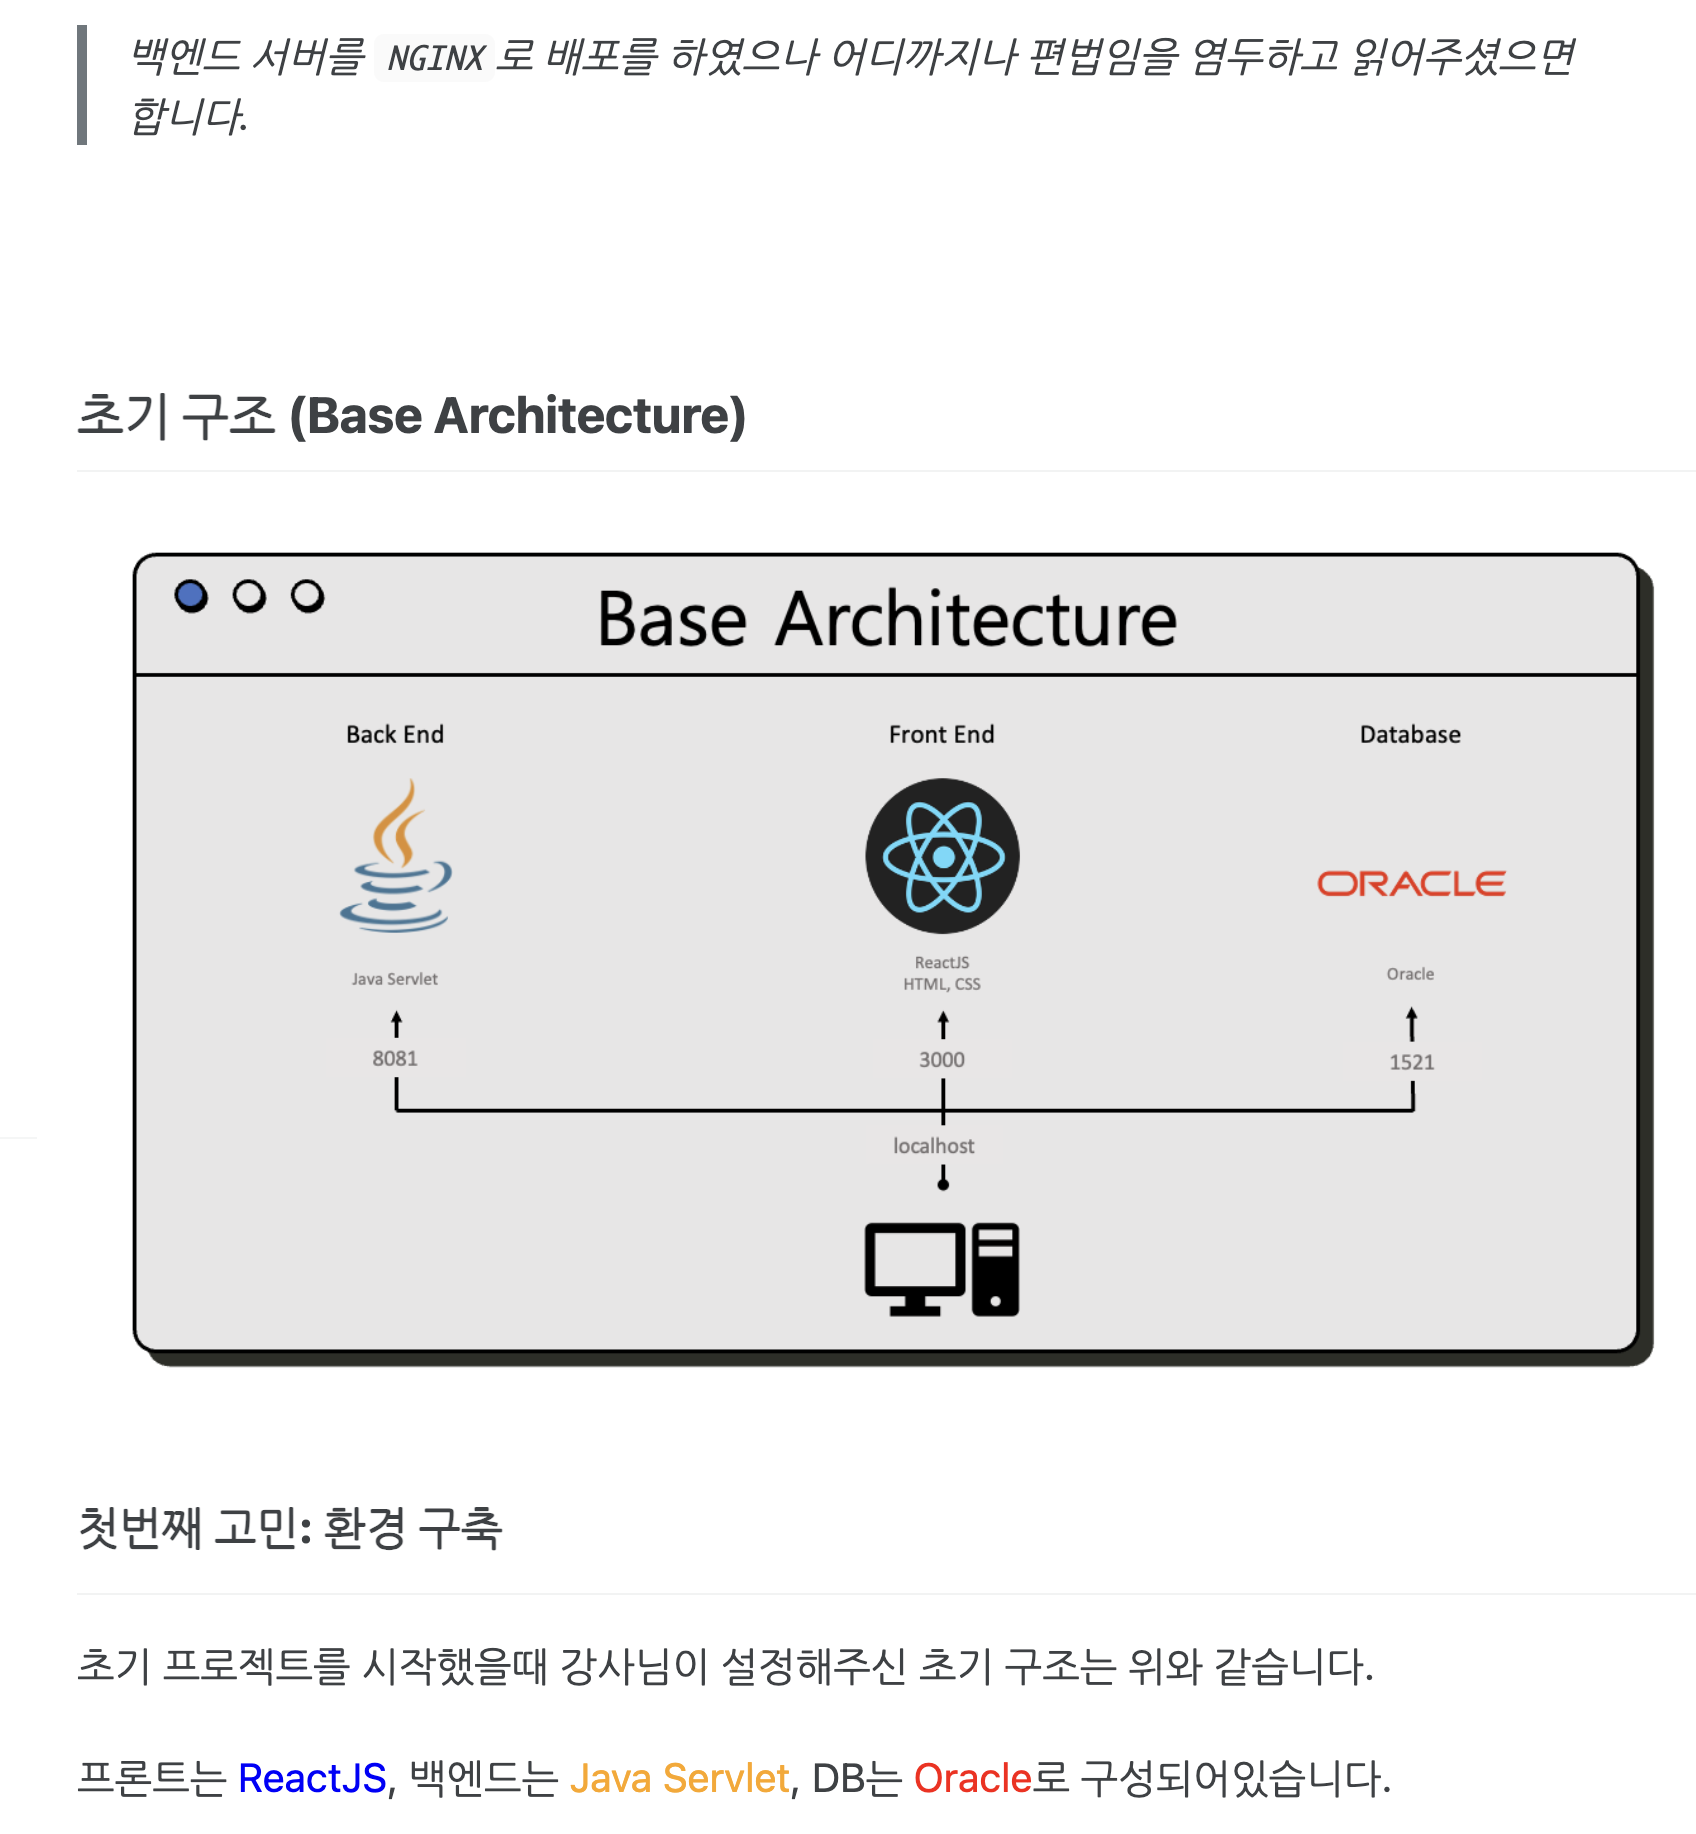 백엔드 서버를 NGINX로 배포를 하였으나 어디까지나 편법임을 염두하고 읽어주셨으면
합니다.
초기 구조 (Base Architecture)
Base Architecture
Back End
Front End
Database
ORACLE
Java Servlet
ReactJS
HTML, CSS
Oracle
8081
3000
1521
localhost
첫번째 고민: 환경 구축
초기 프로젝트를 시작했을때 강사님이 설정해주신 초기 구조는 위와 같습니다.
프론트는 ReactJS, 백엔드는 Java Servlet, DB는 Oracle로 구성되어있습니다.